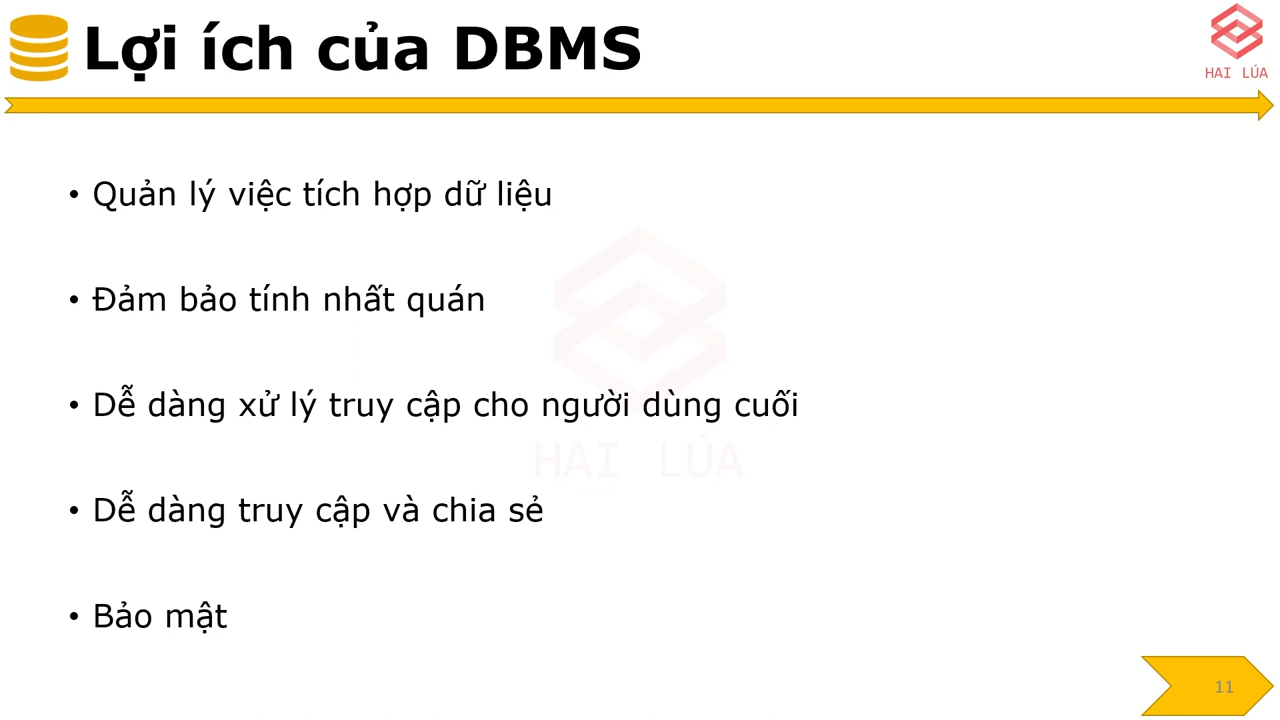 Lợi ích của DBMS
HAI LÚA
• Quản lý việc tích hợp dữ liệu
• Đảm bảo tính nhất quán
• Dễ dàng xử lý truy cập cho người dùng cuối
HAI LÚA
• Dễ dàng truy cập và chia sẻ
• Bảo mật
11